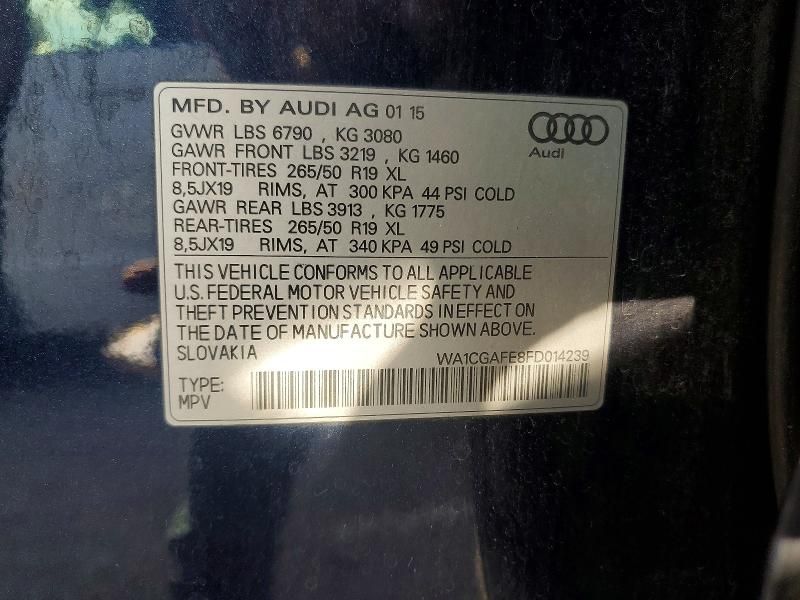 MFD. BY AUDI AG 01 15
GVWR LBS 6790 , KG 3080
GAWR FRONT LBS 3219 , KG 1460
FRONT-TIRES 265/50 R19 XL
8,5JX19 RIMS, AT 300 KPA 44 PSI COLD
GAWR REAR LBS 3913 , KG 1775
REAR-TIRES 265/50 R19 XL
8,5JX19 RIMS, AT 340 KPA 49 PSI COLD
Audi
THIS VEHICLE CONFORMS TO ALL APPLICABLE
U.S. FEDERAL MOTOR VEHICLE SAFETY AND
THEFT PREVENTION STANDARDS IN EFFECT ON
THE DATE OF MANUFACTURE SHOWN ABOVE.
SLOVAKIA WA1CGAFE8FD014239
TYPE:
MPV